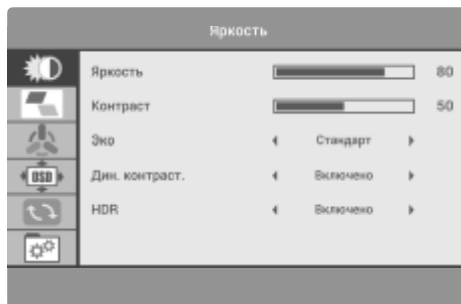 Яркость
Яркость 80
Контраст 50
Эко Стандарт
Дин. контраст. Включено
HDR Включено
OSD